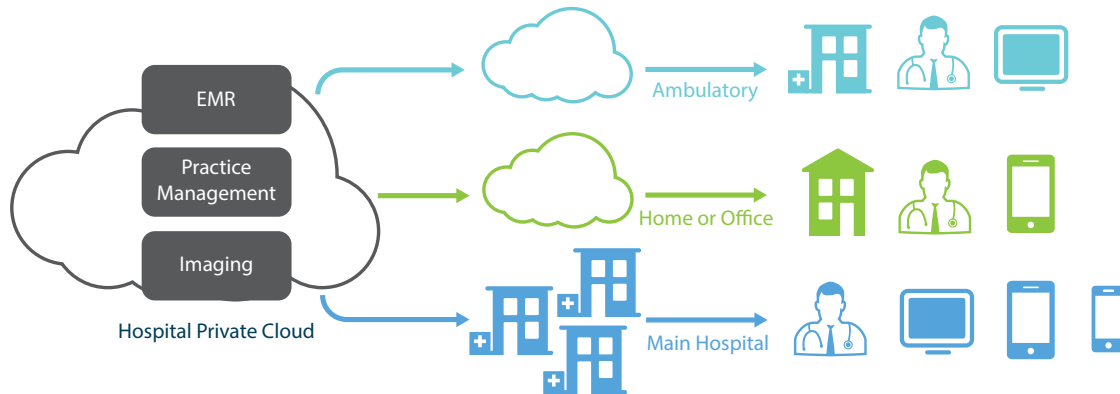 EMR
Practice
Management
Imaging
Hospital Private Cloud
Ambulatory
Home or Office
Main Hospital